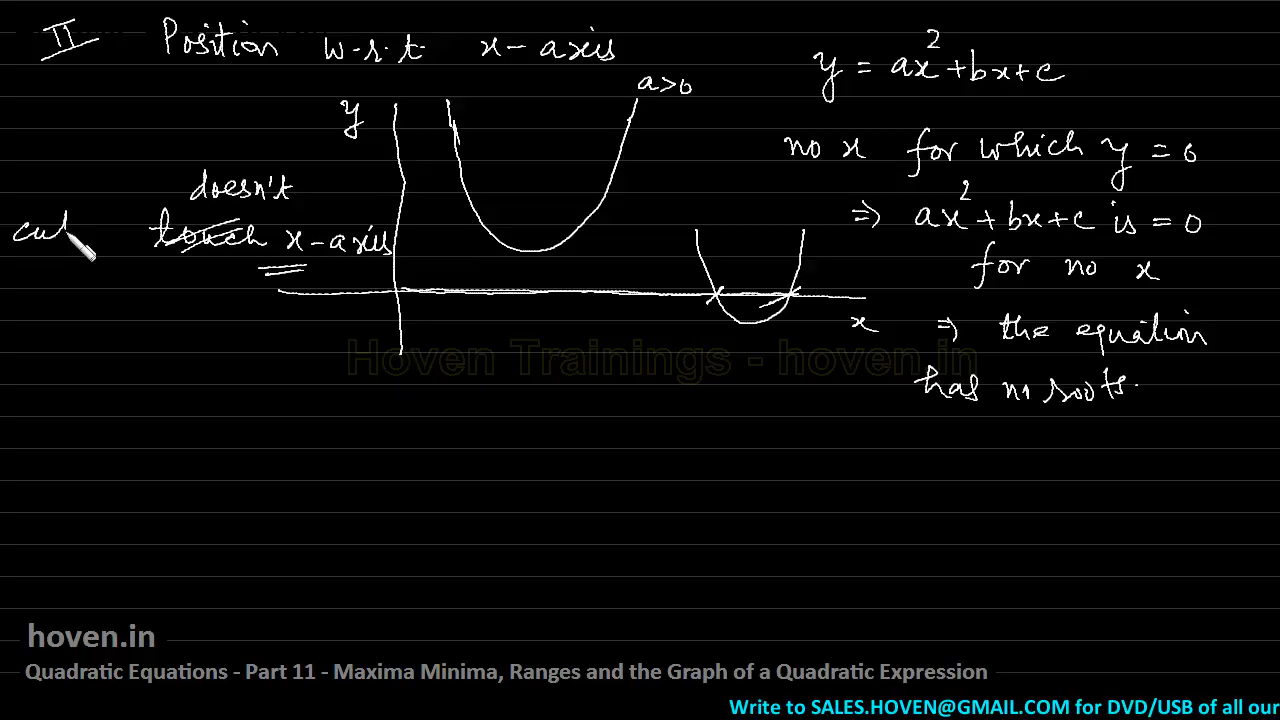 II Position w.r.t. x-axis
y = ax² + bx + c
a>0
y
no x for which y = 0
doesn't
⇒ ax² + bx + c is = 0
cut touch x-axis
for no x
x
⇒ the equation
Hoven Trainings - hoven.in
has no roots.
hoven.in
Quadratic Equations - Part 11 - Maxima Minima, Ranges and the Graph of a Quadratic Expression
Write to SALES.HOVEN@GMAIL.COM for DVD/USB of all our